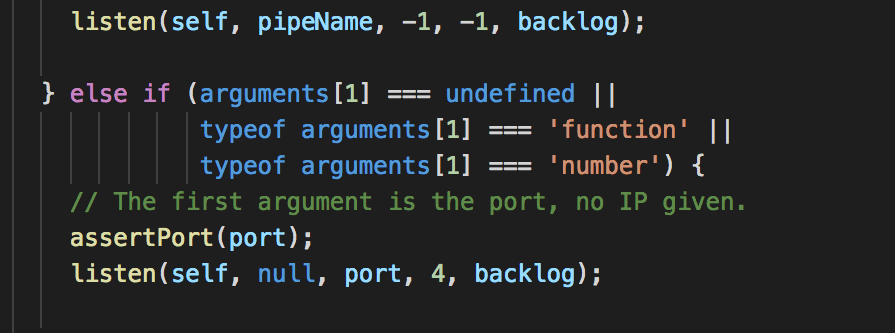 listen(self, pipeName, -1, -1, backlog);
} else if (arguments[1] === undefined ||
typeof arguments[1] === 'function' ||
typeof arguments[1] === 'number') {
// The first argument is the port, no IP given.
assertPort(port);
listen(self, null, port, 4, backlog);